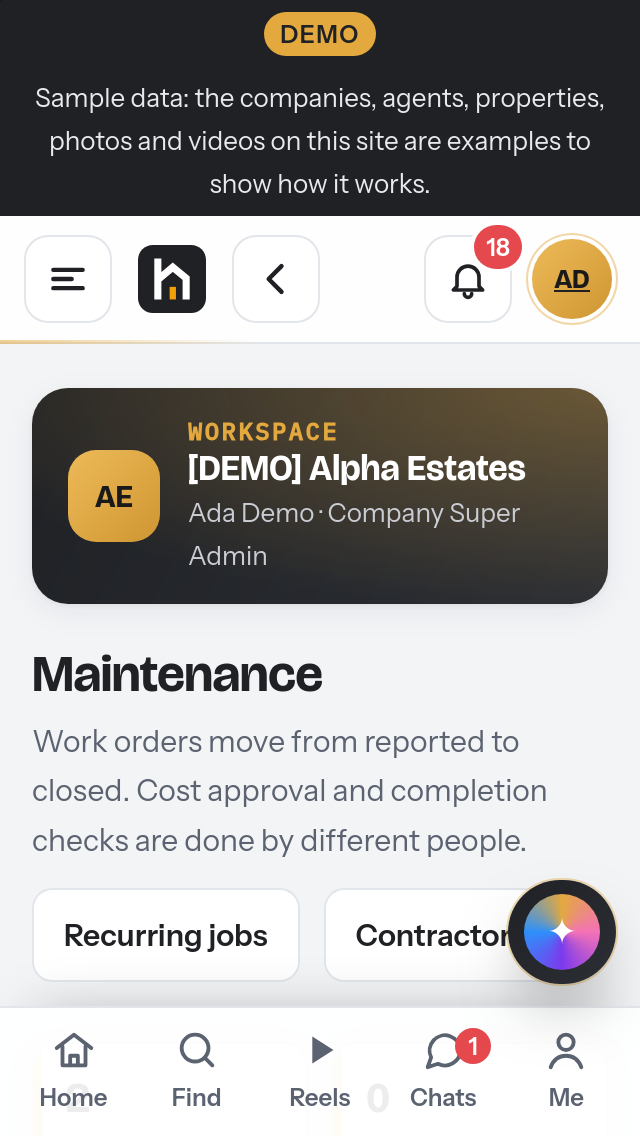 DEMO
Sample data: the companies, agents, properties,
photos and videos on this site are examples to
show how it works.
18
AD
WORKSPACE
[DEMO] Alpha Estates
AE
Ada Demo · Company Super
Admin
Maintenance
Work orders move from reported to
closed. Cost approval and completion
checks are done by different people.
Recurring jobs
Contractor
1
Home
Find
Reels
0
Chats
Me